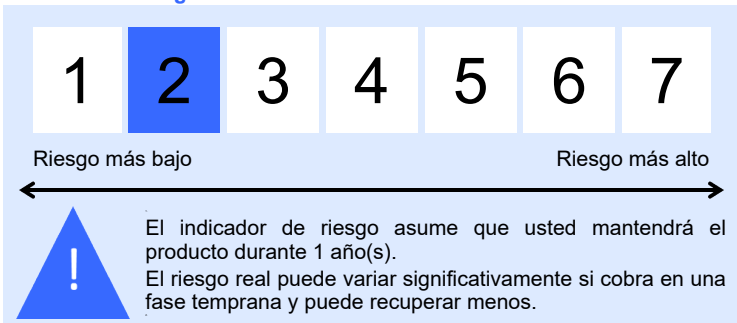 1 2 3 4 5 6 7
Riesgo más bajo Riesgo más alto
El indicador de riesgo asume que usted mantendrá el
producto durante 1 año(s).
El riesgo real puede variar significativamente si cobra en una
fase temprana y puede recuperar menos.
!